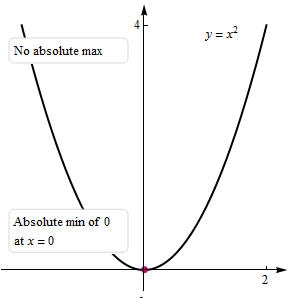 4
y = x²
No absolute max
Absolute min of 0
at x = 0
2